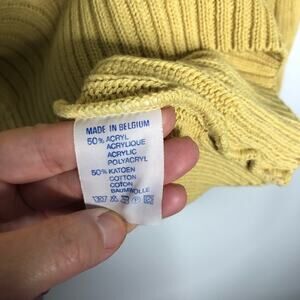 MADE IN BELGIUM
50% ACRYL
ACRYLIQUE
ACRYLIC
POLYACRYL
50% KATOEN
COTTON
COTON
BAUMWOLLE